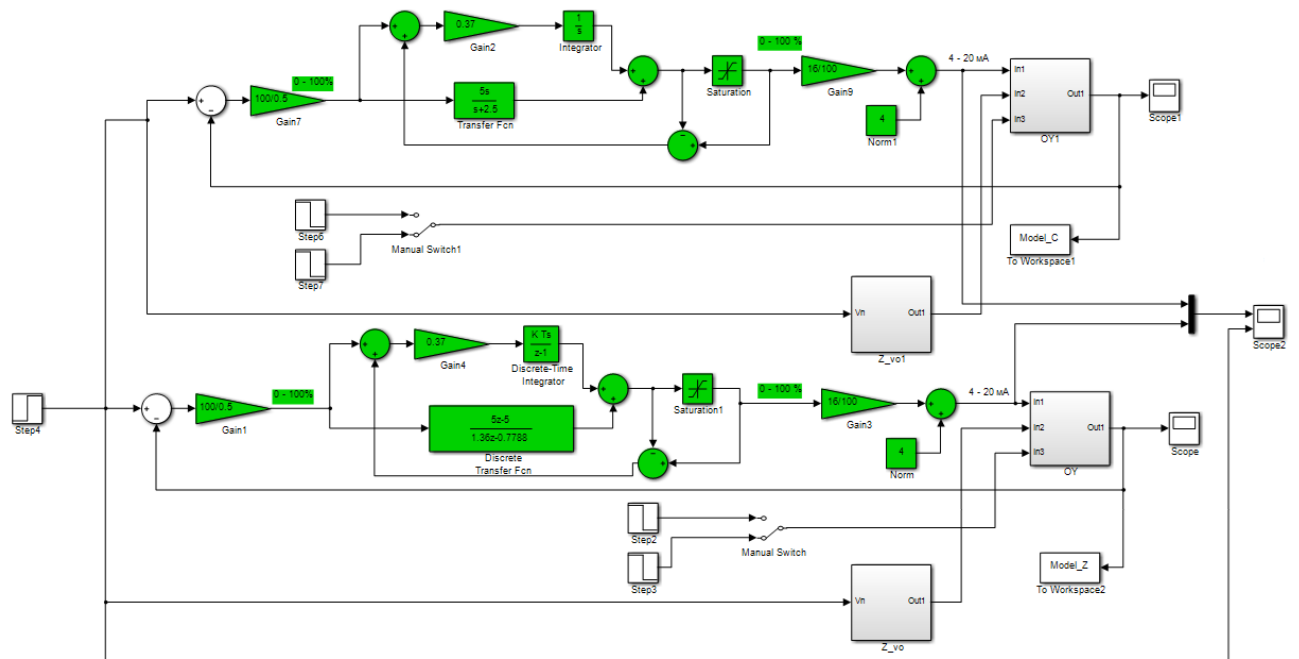 0.37
Gain2
1
s
Integrator
0 - 100%
100/0.5
Gain7
5s
s+2.5
Transfer Fcn
Saturation
0 - 100 %
16/100
Gain9
4
Norm1
4 - 20 мА
In1
In2
In3
Out1
OY1
Scope1
Step6
Step7
Manual Switch1
Model_C
To Workspace1
Vn
Out1
Z_vo1
Scope2
Step4
0.37
Gain4
K Ts
z-1
Discrete-Time
Integrator
0 - 100%
100/0.5
Gain1
5z-5
1.36z-0.7788
Discrete
Transfer Fcn
Saturation1
0 - 100 %
16/100
Gain3
4
Norm
4 - 20 мА
In1
In2
In3
Out1
OY
Scope
Step2
Step3
Manual Switch
Model_Z
To Workspace2
Vn
Out1
Z_vo